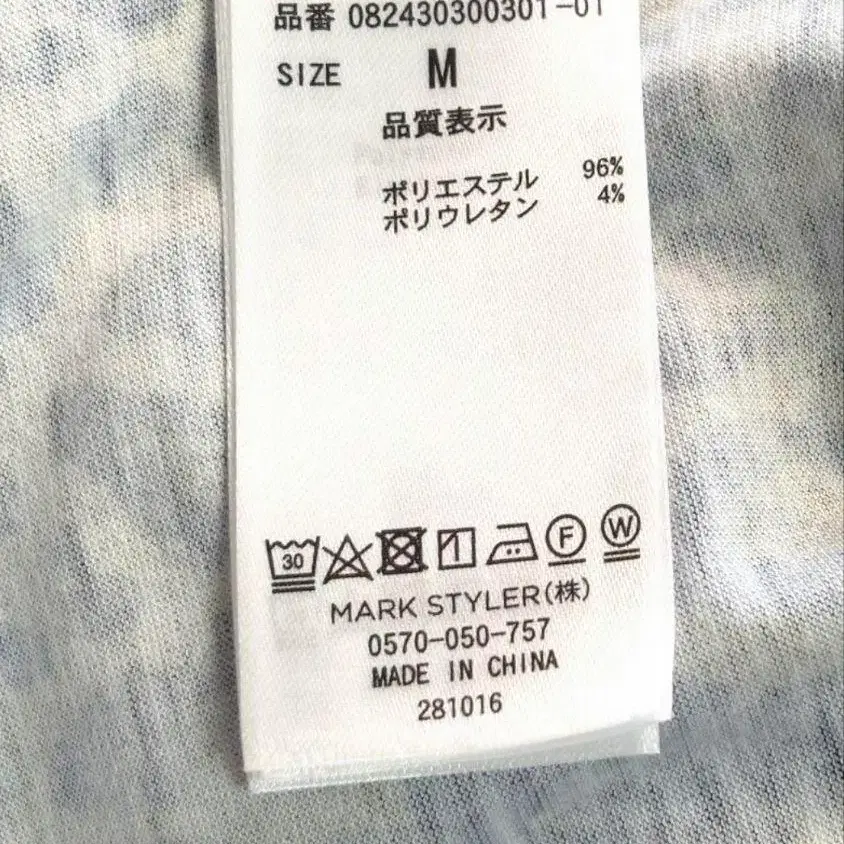 品番 082430300301-01
SIZE M
品質表示
ポリエステル 96%
ポリウレタン 4%
30 F W
MARK STYLER(株)
0570-050-757
MADE IN CHINA
281016